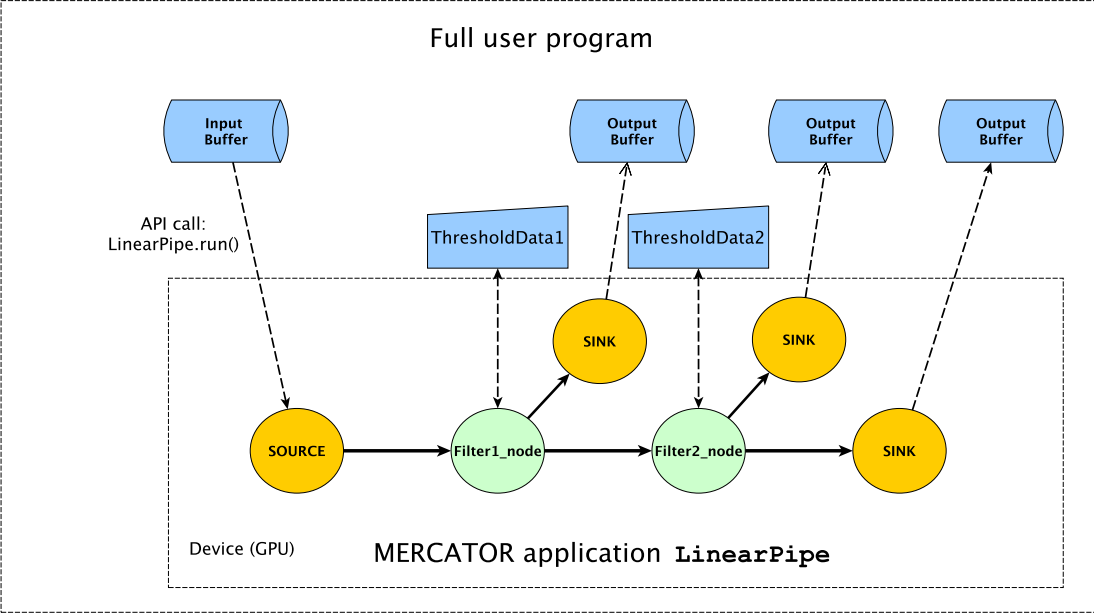 Full user program
Input
Buffer
Output
Buffer
Output
Buffer
Output
Buffer
API call:
LinearPipe.run()
ThresholdData1
ThresholdData2
SINK
SINK
SOURCE
Filter1_node
Filter2_node
SINK
Device (GPU)
MERCATOR application LinearPipe